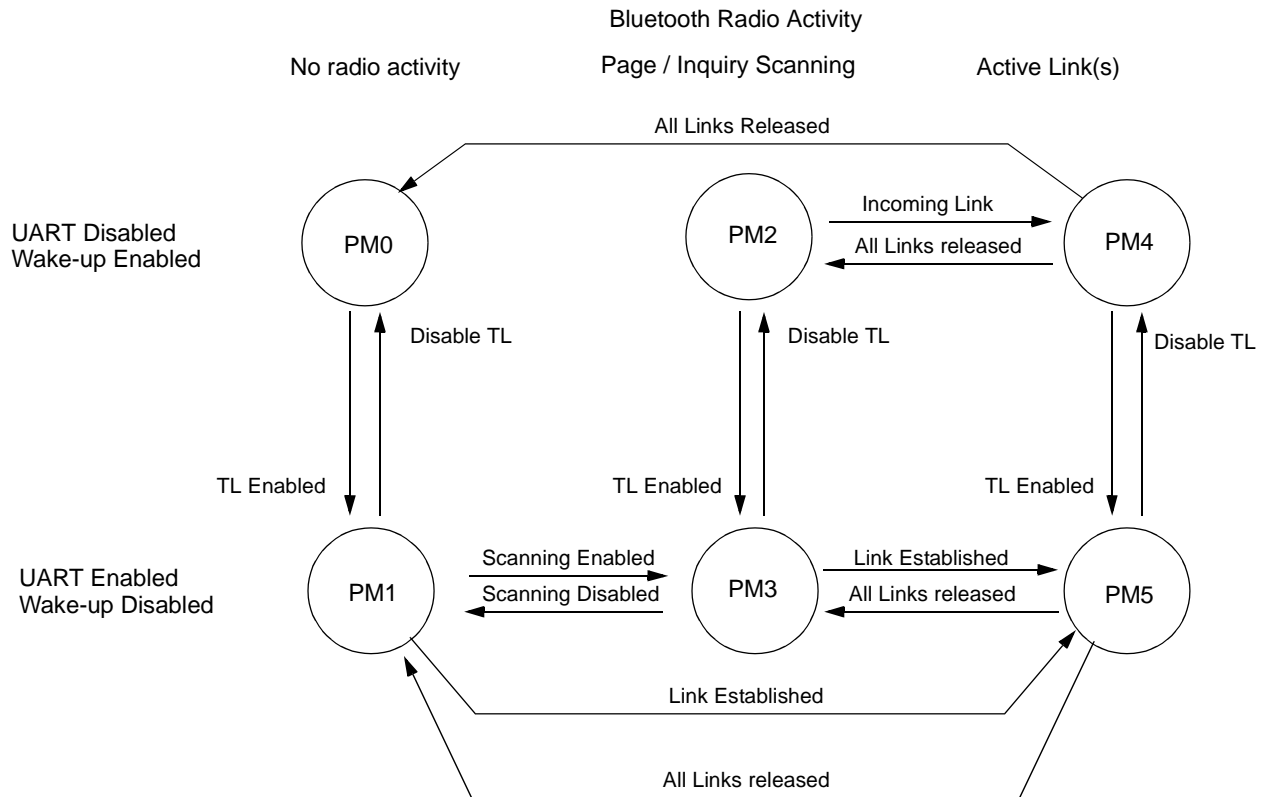 Bluetooth Radio Activity
No radio activity
Page / Inquiry Scanning
Active Link(s)
All Links Released
UART Disabled
Wake-up Enabled
PM0
PM2
Incoming Link
All Links released
PM4
Disable TL
Disable TL
Disable TL
TL Enabled
TL Enabled
TL Enabled
UART Enabled
Wake-up Disabled
PM1
Scanning Enabled
Scanning Disabled
PM3
Link Established
All Links released
PM5
Link Established
All Links released